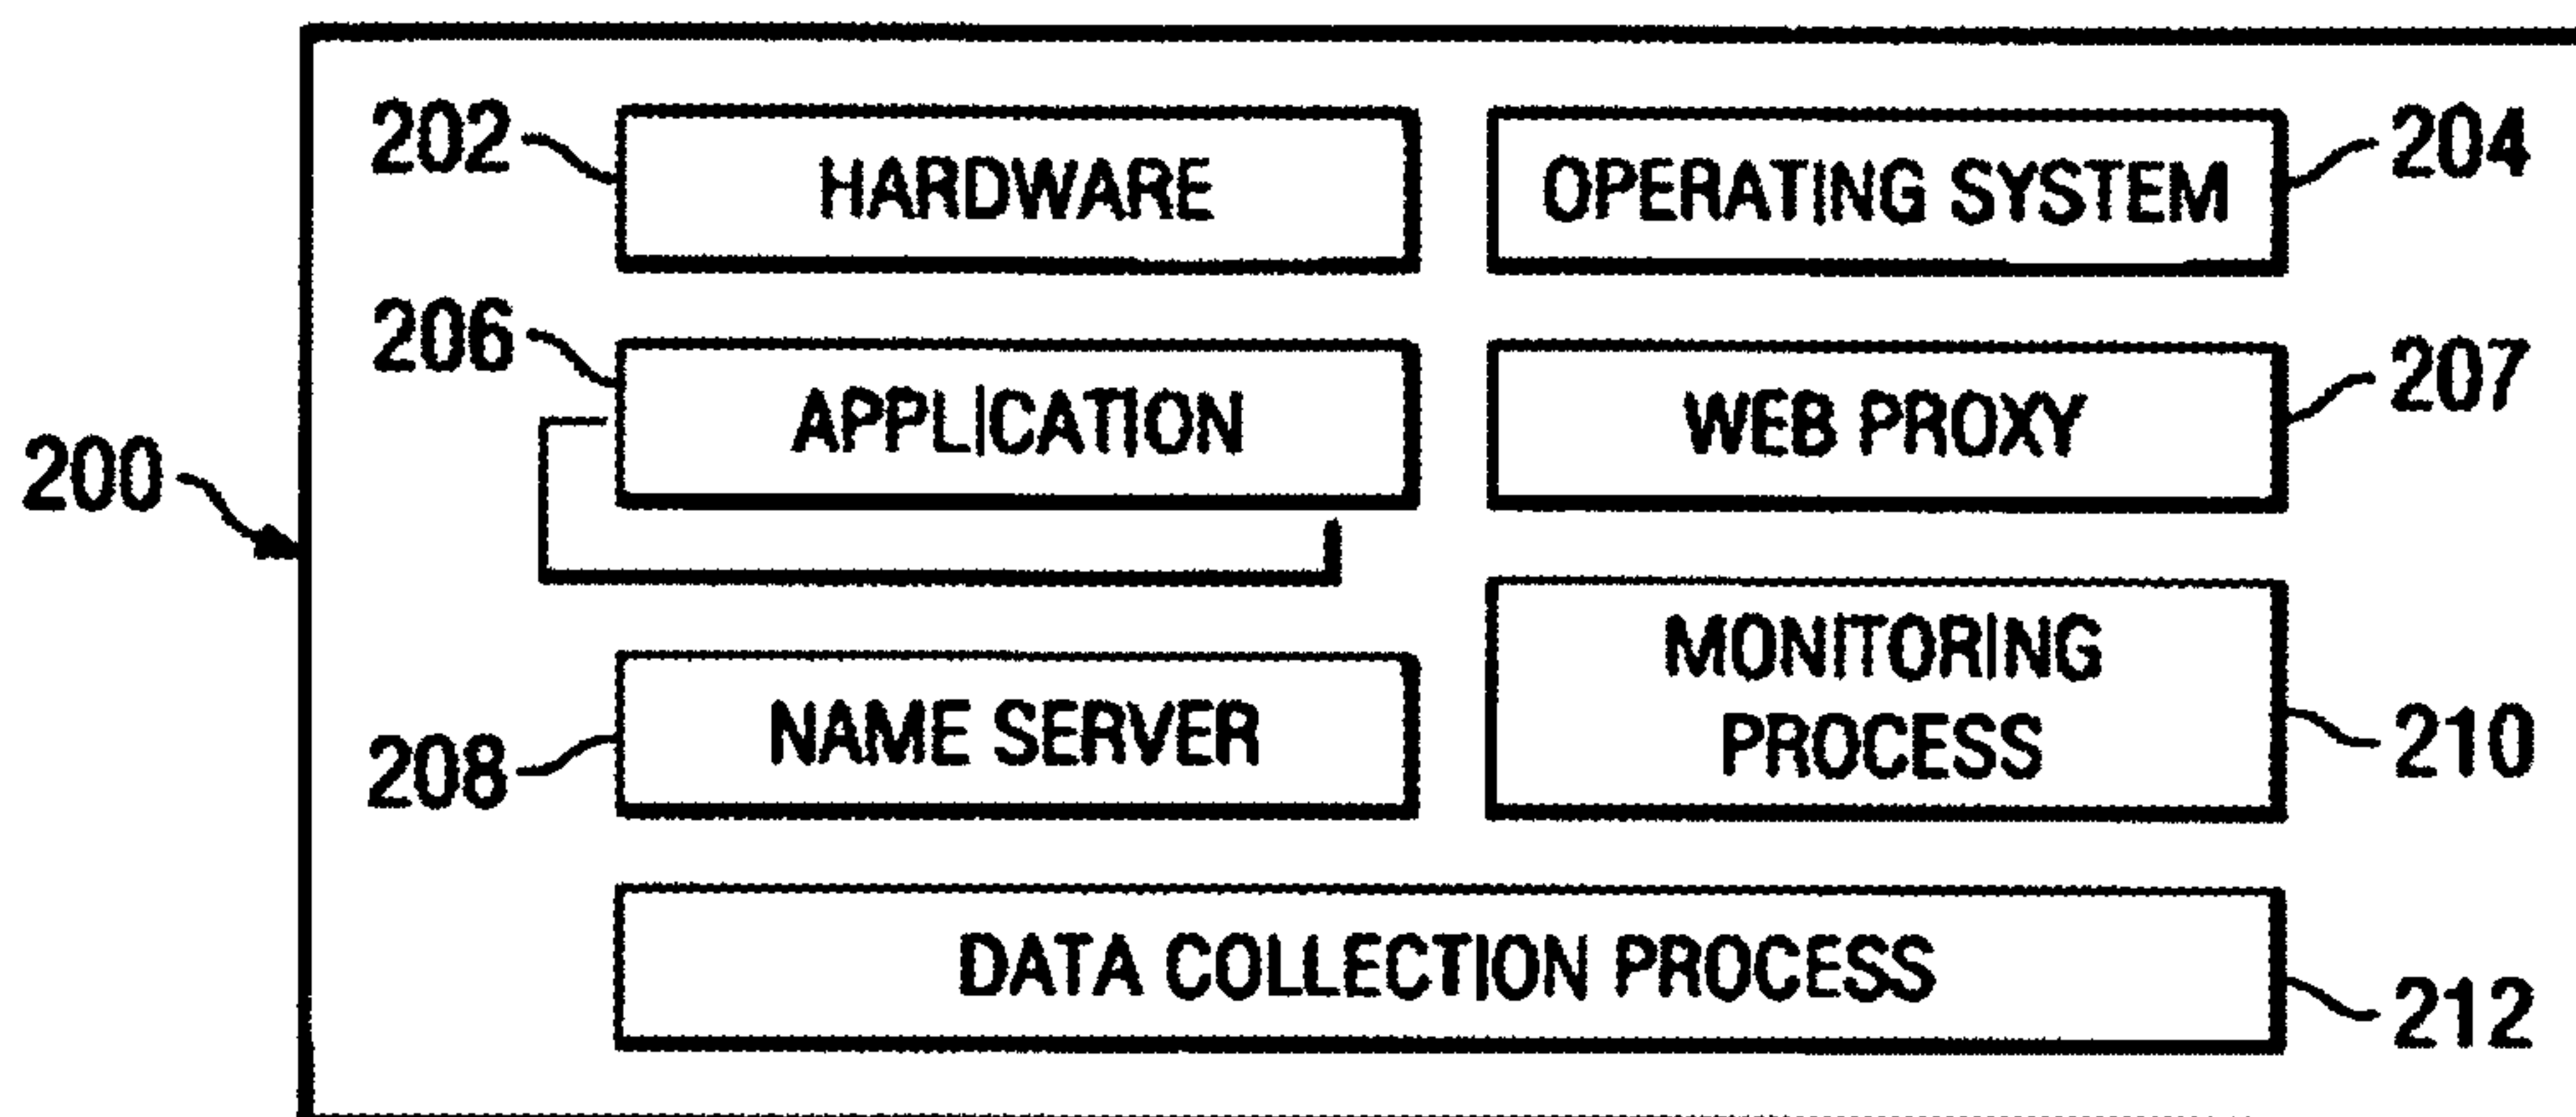 202
HARDWARE
OPERATING SYSTEM
204
206
APPLICATION
WEB PROXY
207
200
208
NAME SERVER
MONITORING
PROCESS
210
DATA COLLECTION PROCESS
212